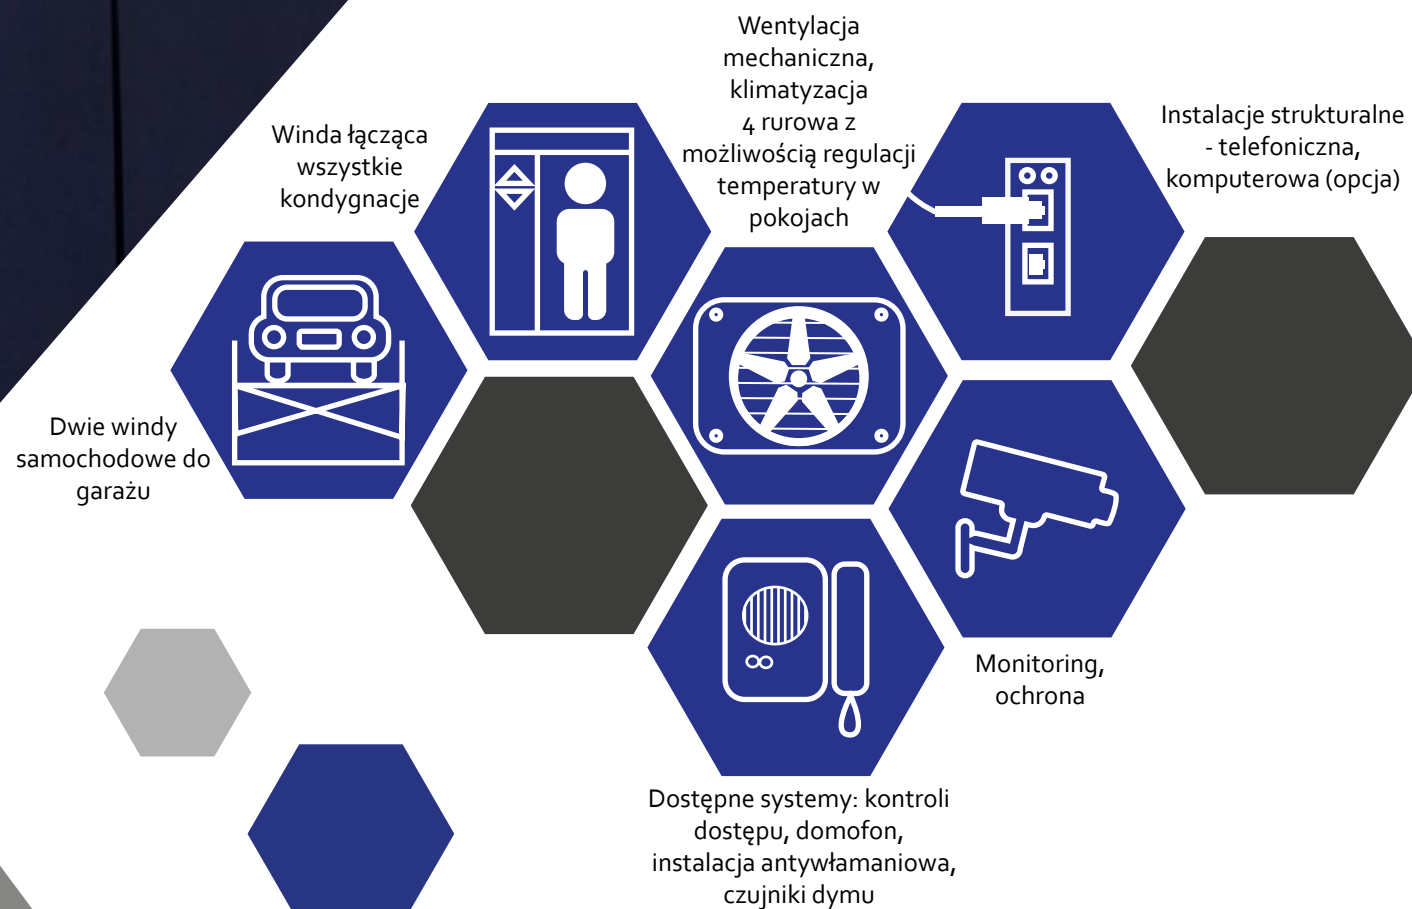 Wentylacja
mechaniczna,
klimatyzacja
4 rurowa z
możliwością regulacji
temperatury w
pokojach
Winda łącząca
wszystkie
kondygnacje
Instalacje strukturalne
- telefoniczna,
komputerowa (opcja)
Dwie windy
samochodowe do
garażu
Monitoring,
ochrona
Dostępne systemy: kontroli
dostępu, domofon,
instalacja antywłamaniowa,
czujniki dymu